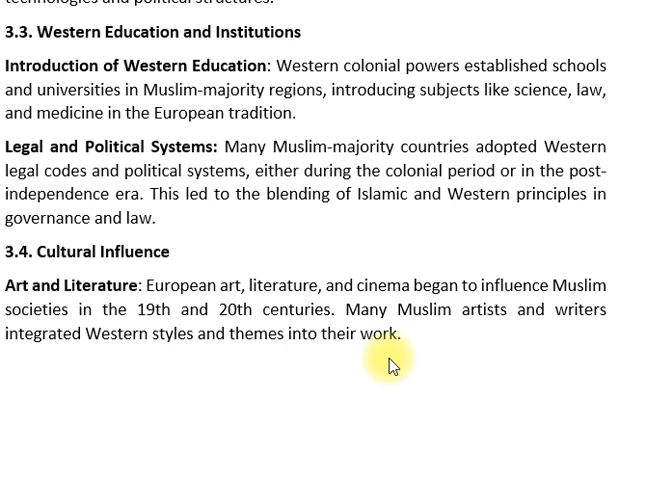 technologies and political structures.
3.3. Western Education and Institutions
Introduction of Western Education: Western colonial powers established schools
and universities in Muslim-majority regions, introducing subjects like science, law,
and medicine in the European tradition.
Legal and Political Systems: Many Muslim-majority countries adopted Western
legal codes and political systems, either during the colonial period or in the post-
independence era. This led to the blending of Islamic and Western principles in
governance and law.
3.4. Cultural Influence
Art and Literature: European art, literature, and cinema began to influence Muslim
societies in the 19th and 20th centuries. Many Muslim artists and writers
integrated Western styles and themes into their work.